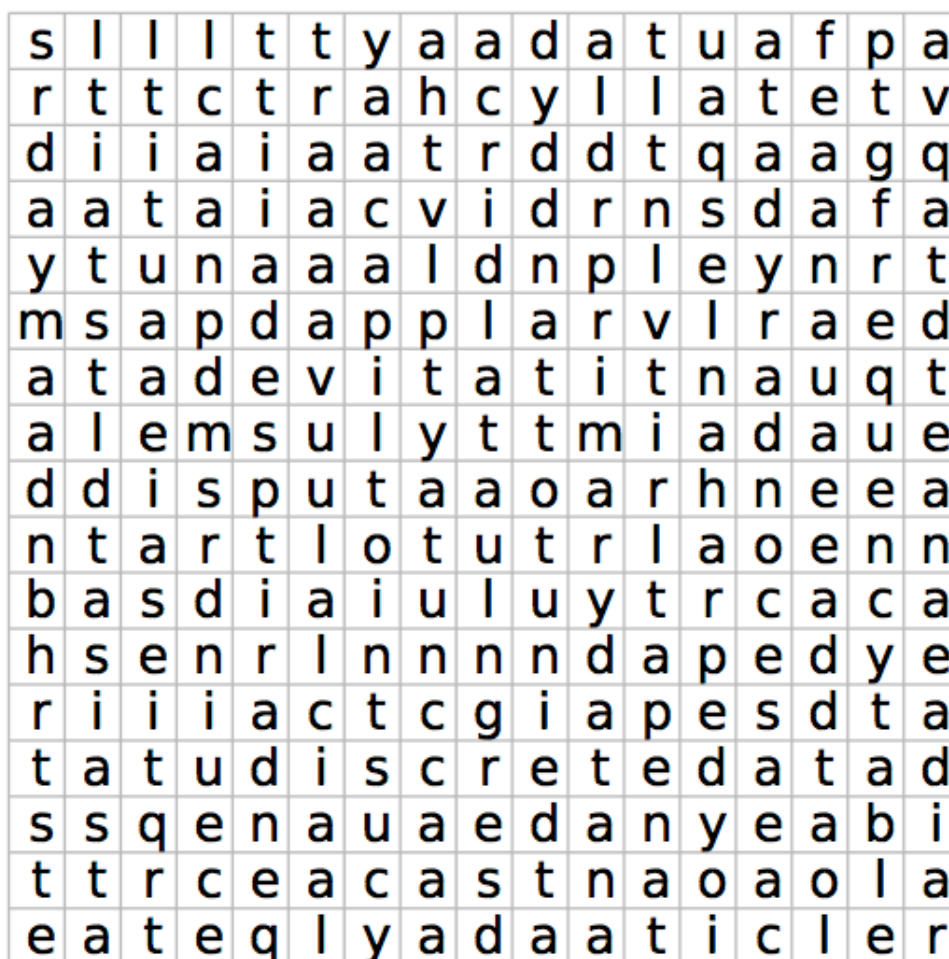 s l l l t t y a a d a t u a f p a
r t t c t r a h c y l l a t e t v
d i i a i a a t r d d t q a a g q
a a t a i a c v i d r n s d a f a
y t u n a a a l d n p l e y n r t
m s a p d a p p l a r v l r a e d
a t a d e v i t a t i t n a u q t
a l e m s u l y t t m i a d a u e
d d i s p u t a a o a r h n e e a
n t a r t l o t u t r l a o e n n
b a s d i a i u l u y t r c a c a
h s e n r l n n n n d a p e d y e
r i i i a c t c g i a p e s d t a
t a t u d i s c r e t e d a t a d
s s q e n a u a e d a n y e a b i
t t r c e a c a s t n a o a o l a
e a t e q l y a d a a t i c l e r